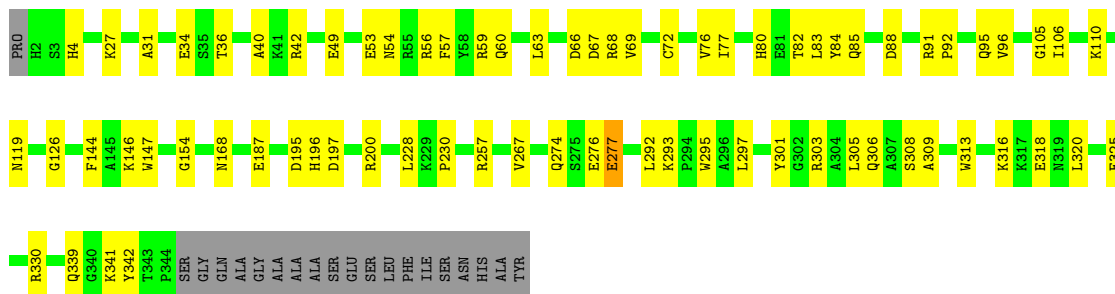 PRO H2 S3 H4 K27 A31 E34 S35 T36 A40 K41 R42 E49 E53 N54 R55 R56 F57 Y58 R59 Q60 L63 D66 D67 R68 V69 C72 V76 I77 H80 E81 T82 L83 Y84 Q85 D88 R91 P92 Q95 V96 G105 I106 K110
N119 G126 F144 A145 K146 W147 G154 N168 E187 D195 H196 D197 R200 L228 K229 P230 R257 V267 Q274 S275 E276 E277 L292 K293 P294 W295 A296 L297 Y301 G302 R303 A304 L305 Q306 A307 S308 A309 W313 K316 K317 E318 N319 L320
R330 Q339 G340 K341 Y342 T343 P344 SER GLY GLN ALA GLY ALA ALA ALA SER GLU SER LEU PHE ILE SER ASN HIS ALA TYR